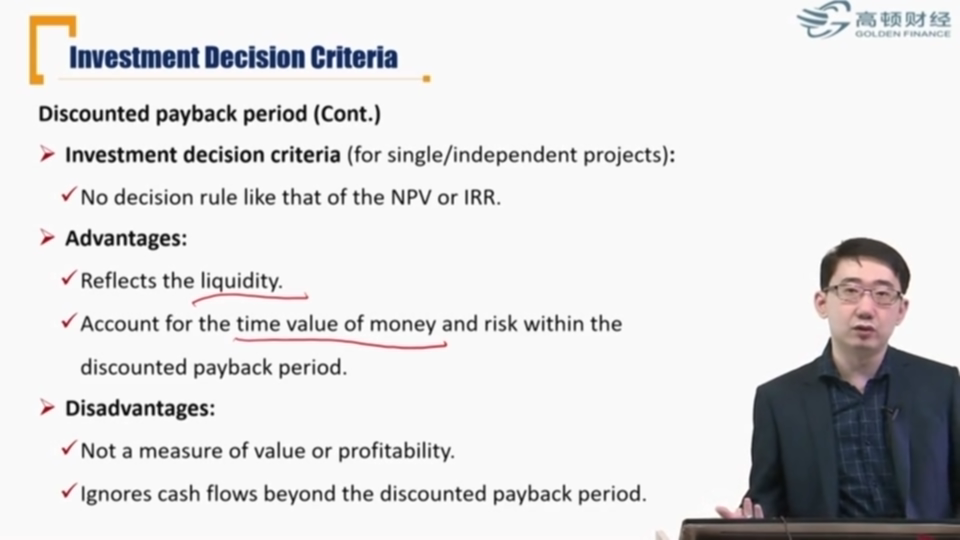 高顿财经
GOLDEN FINANCE
Investment Decision Criteria
Discounted payback period (Cont.)
Investment decision criteria (for single/independent projects):
No decision rule like that of the NPV or IRR.
Advantages:
Reflects the liquidity.
Account for the time value of money and risk within the
discounted payback period.
Disadvantages:
Not a measure of value or profitability.
Ignores cash flows beyond the discounted payback period.